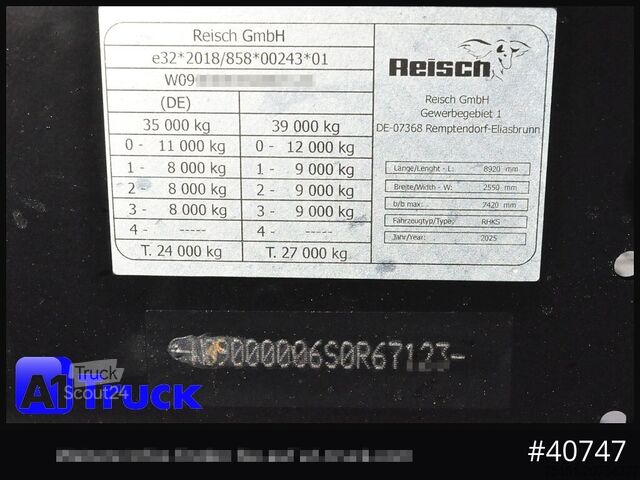 Reisch GmbH
e32*2018/858*00243*01
W09
(DE)
35 000 kg 39 000 kg
0- 11 000 kg 0- 12 000 kg
1- 8 000 kg 1- 9 000 kg
2- 8 000 kg 2- 9 000 kg
3- 8 000 kg 3- 9 000 kg
4- ----- 4- -----
T. 24 000 kg T. 27 000 kg
Reisch
Reisch GmbH
Gewerbegebiet 1
DE-07368 Remptendorf-Eliasbrunn
Länge/Lenght - L: 8920 mm
Breite/Width - W: 2550 mm
b/b max: 7420 mm
Fahrzeugtyp/Type: RHKS
Jahr/Year: 2025
09000006S0R67123-
A1 TRUCK
Truck
Scout24
#40747